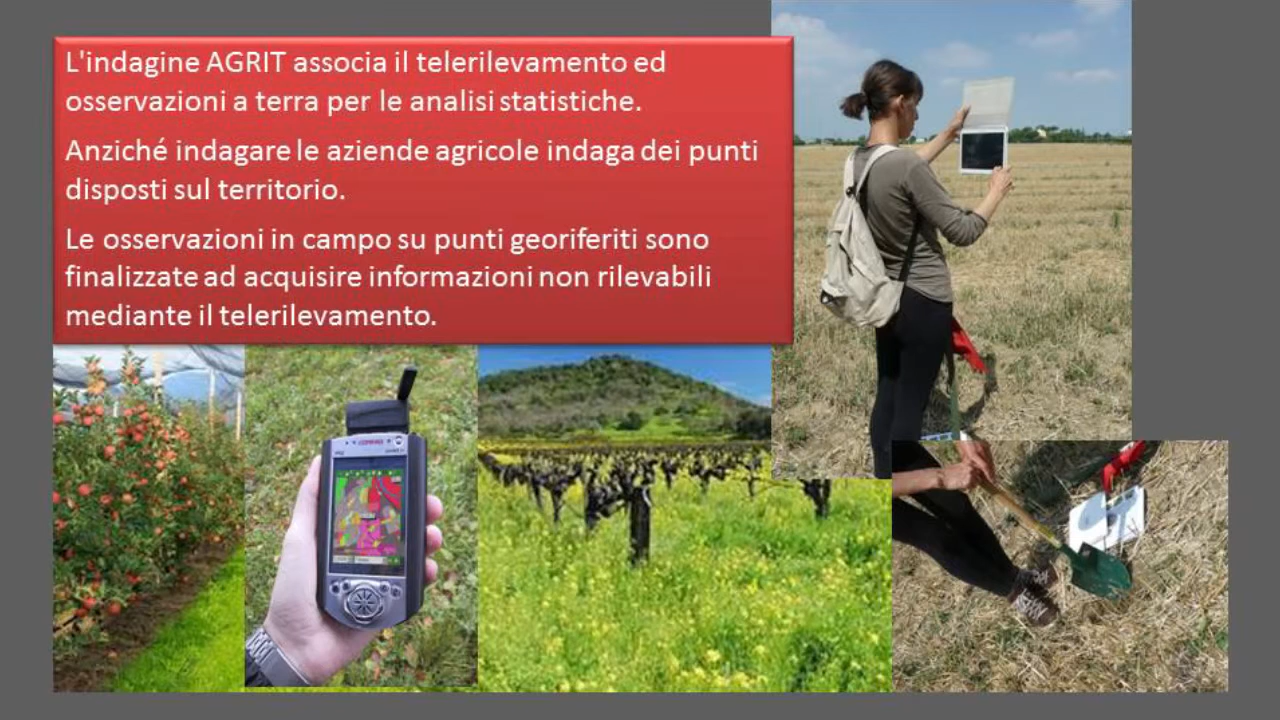 L'indagine AGRIT associa il telerilevamento ed
osservazioni a terra per le analisi statistiche.
Anziché indagare le aziende agricole indaga dei punti
disposti sul territorio.
Le osservazioni in campo su punti georiferiti sono
finalizzate ad acquisire informazioni non rilevabili
mediante il telerilevamento.